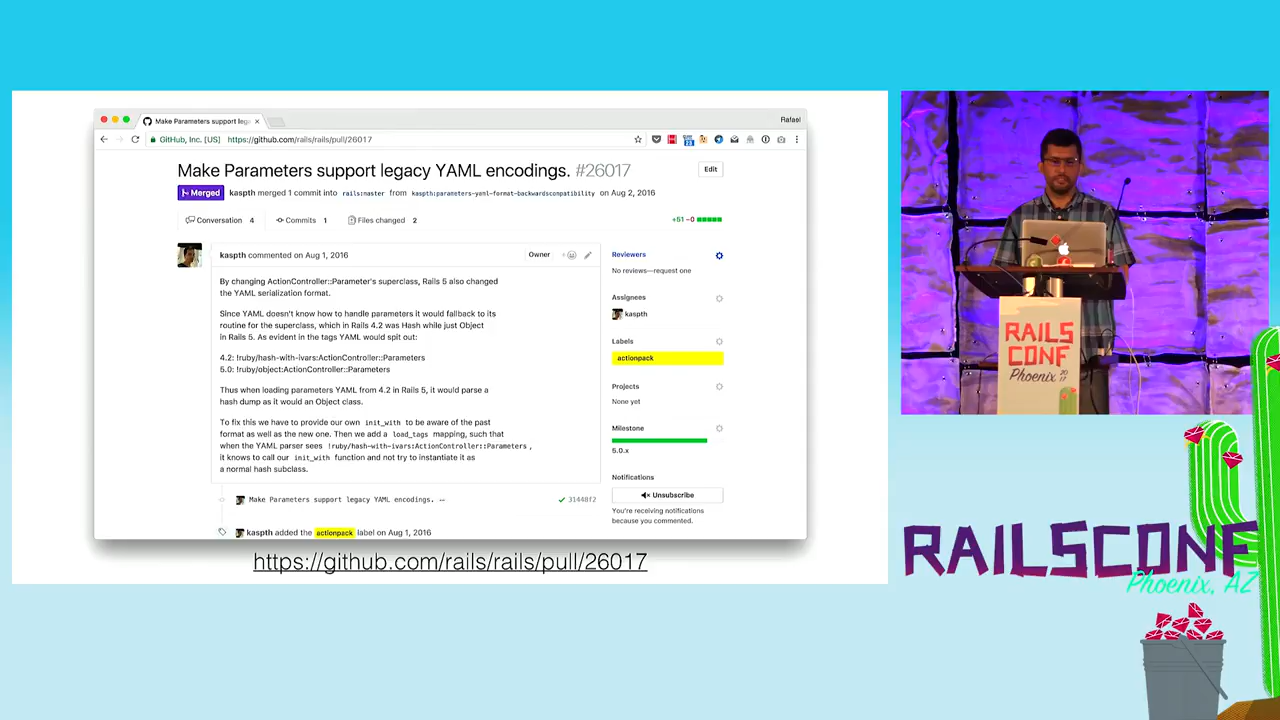 Make Parameters support lega
Rafael
GitHub, Inc. [US]
https://github.com/rails/rails/pull/26017
Make Parameters support legacy YAML encodings. #26017
Edit
Merged
kaspth merged 1 commit into rails:master from kaspth:parameters-yaml-format-backwardscompatibility on Aug 2, 2016
Conversation 4
Commits 1
Files changed 2
+51 −0
kaspth commented on Aug 1, 2016
Owner
By changing ActionController::Parameter's superclass, Rails 5 also changed
the YAML serialization format.
Since YAML doesn't know how to handle parameters it would fallback to its
routine for the superclass, which in Rails 4.2 was Hash while just Object
in Rails 5. As evident in the tags YAML would spit out:
4.2: !ruby/hash-with-ivars:ActionController::Parameters
5.0: !ruby/object:ActionController::Parameters
Thus when loading parameters YAML from 4.2 in Rails 5, it would parse a
hash dump as it would an Object class.
To fix this we have to provide our own init_with to be aware of the past
format as well as the new one. Then we add a load_tags mapping, such that
when the YAML parser sees !ruby/hash-with-ivars:ActionController::Parameters,
it knows to call our init_with function and not try to instantiate it as
a normal hash subclass.
Make Parameters support legacy YAML encodings. …
31448f2
kaspth added the actionpack label on Aug 1, 2016
Reviewers
No reviews—request one
Assignees
kaspth
Labels
actionpack
Projects
None yet
Milestone
5.0.x
Notifications
Unsubscribe
You're receiving notifications
because you commented.
https://github.com/rails/rails/pull/26017
RAILS
CONF
2017
Phoenix
RAILSCONF
Phoenix, AZ